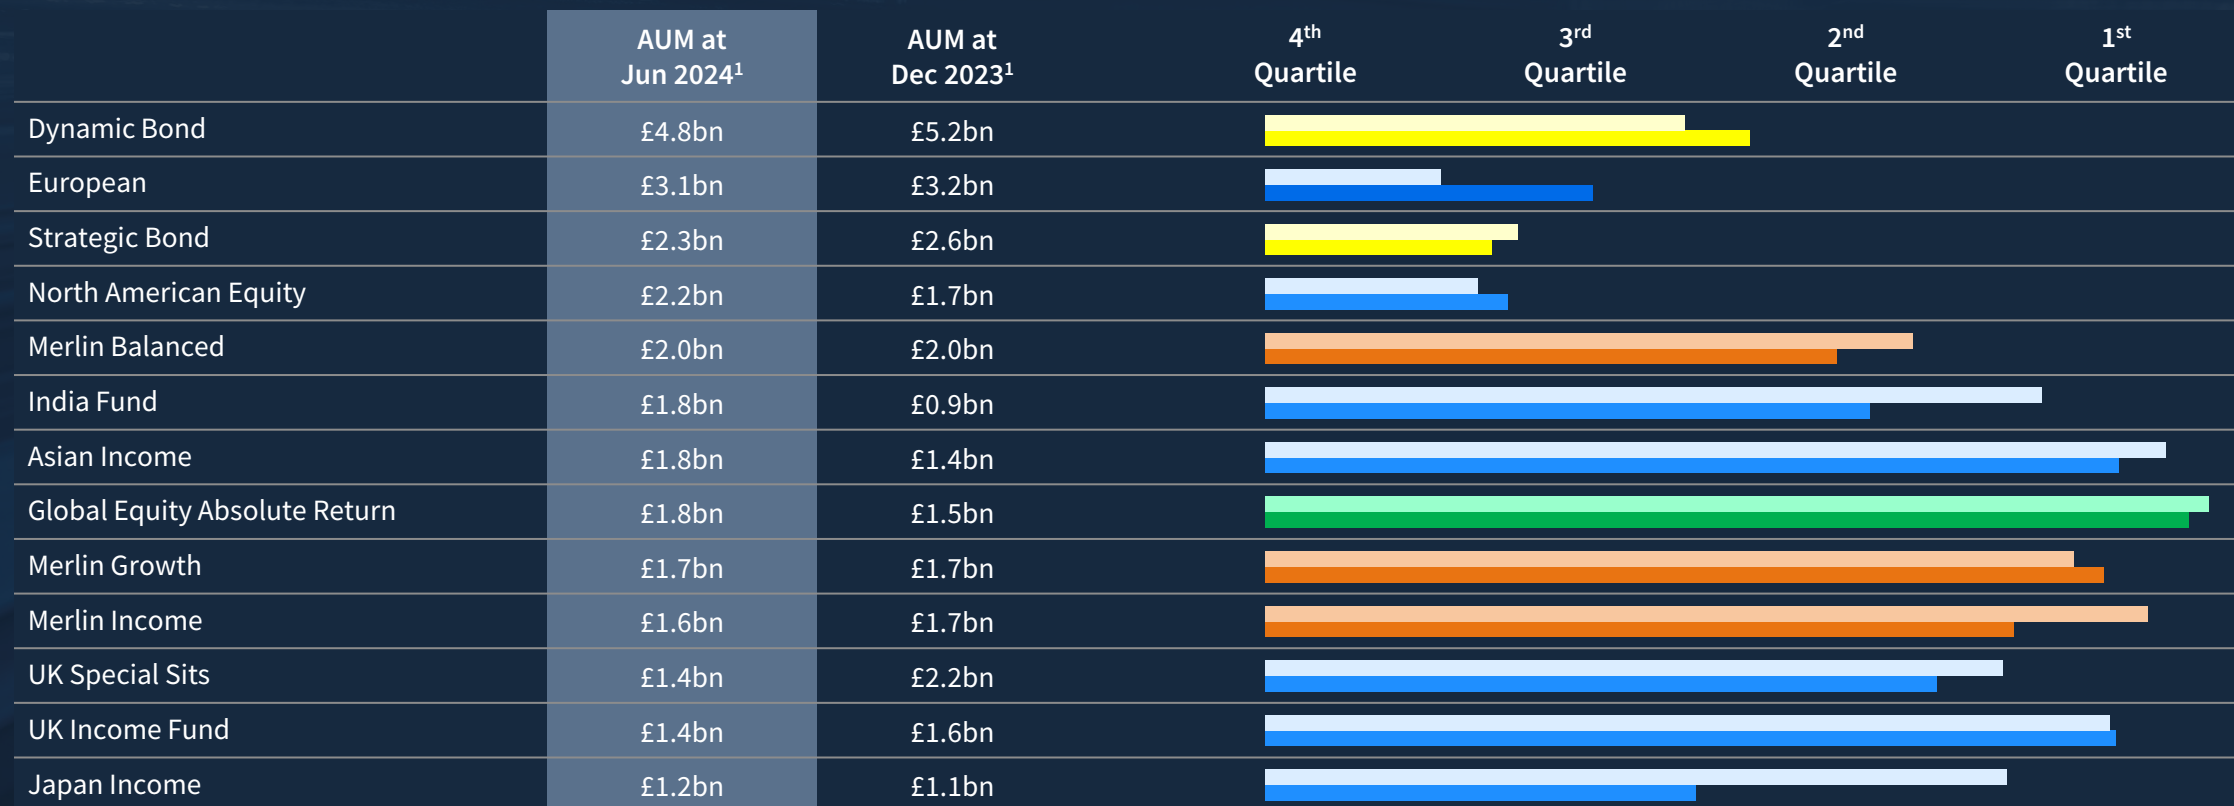 AUM at
Jun 2024¹
AUM at
Dec 2023¹
4th
Quartile
3rd
Quartile
2nd
Quartile
1st
Quartile
Dynamic Bond £4.8bn £5.2bn
European £3.1bn £3.2bn
Strategic Bond £2.3bn £2.6bn
North American Equity £2.2bn £1.7bn
Merlin Balanced £2.0bn £2.0bn
India Fund £1.8bn £0.9bn
Asian Income £1.8bn £1.4bn
Global Equity Absolute Return £1.8bn £1.5bn
Merlin Growth £1.7bn £1.7bn
Merlin Income £1.6bn £1.7bn
UK Special Sits £1.4bn £2.2bn
UK Income Fund £1.4bn £1.6bn
Japan Income £1.2bn £1.1bn